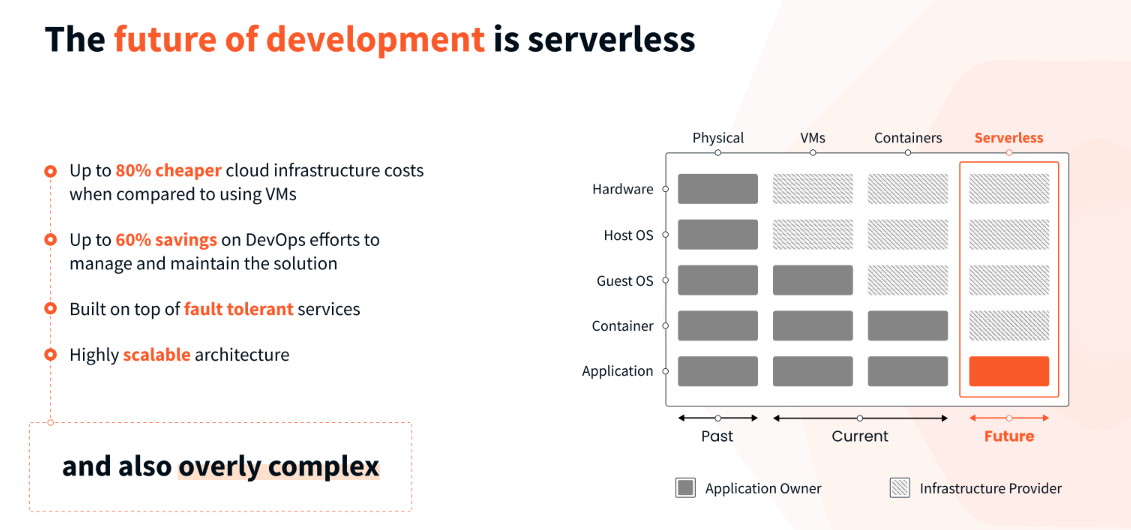 The future of development is serverless
Up to 80% cheaper cloud infrastructure costs
when compared to using VMs
Up to 60% savings on DevOps efforts to
manage and maintain the solution
Built on top of fault tolerant services
Highly scalable architecture
and also overly complex
Physical VMs Containers Serverless
Hardware
Host OS
Guest OS
Container
Application
Past Current Future
Application Owner Infrastructure Provider